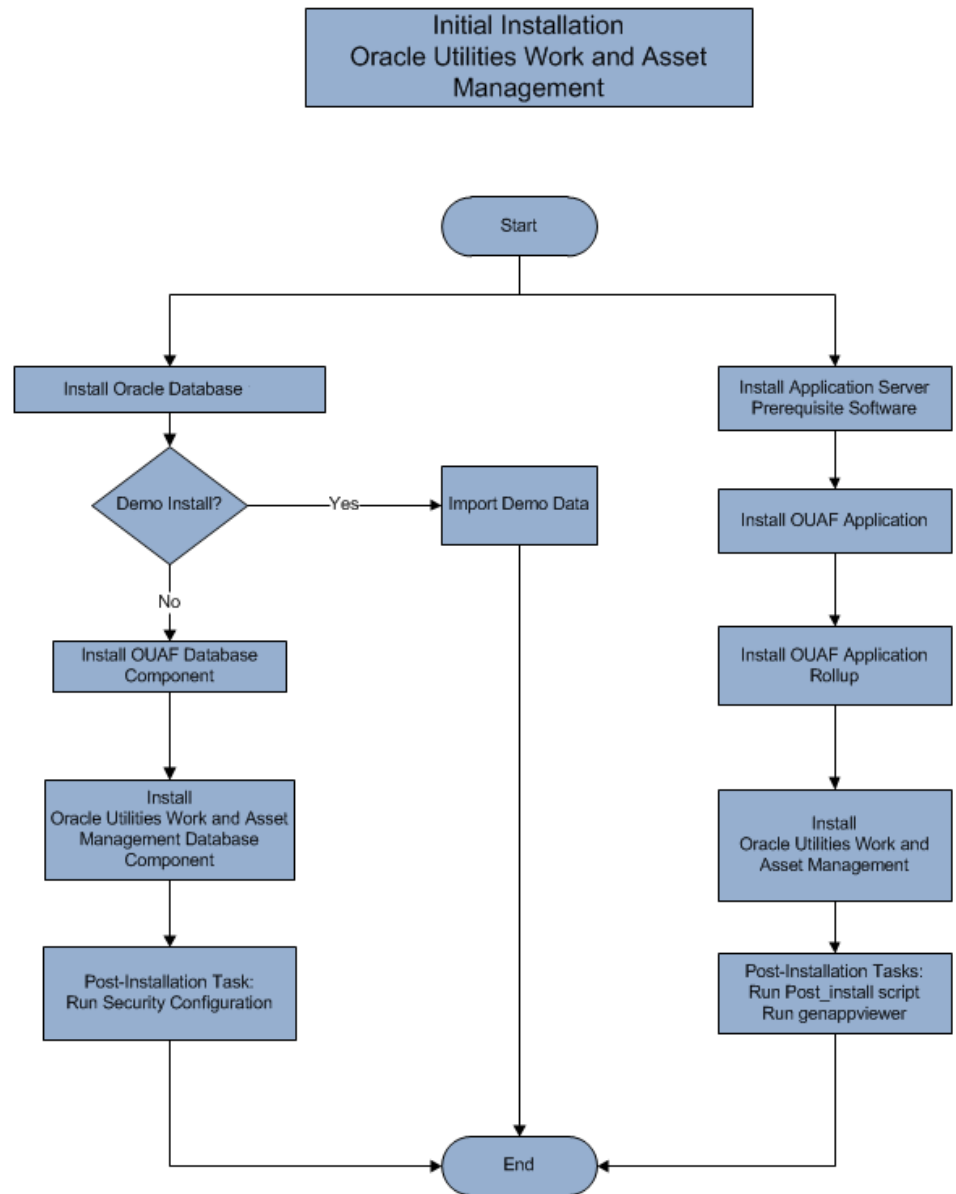 Initial Installation
Oracle Utilities Work and Asset
Management
Start
Install Oracle Database
Install Application Server
Prerequisite Software
Demo Install?
Yes
Import Demo Data
Install OUAF Application
No
Install OUAF Database
Component
Install OUAF Application
Rollup
Install
Oracle Utilities Work and Asset
Management Database
Component
Install
Oracle Utilities Work and
Asset Management
Post-Installation Task:
Run Security Configuration
Post-Installation Tasks:
Run Post_install script
Run genappviewer
End